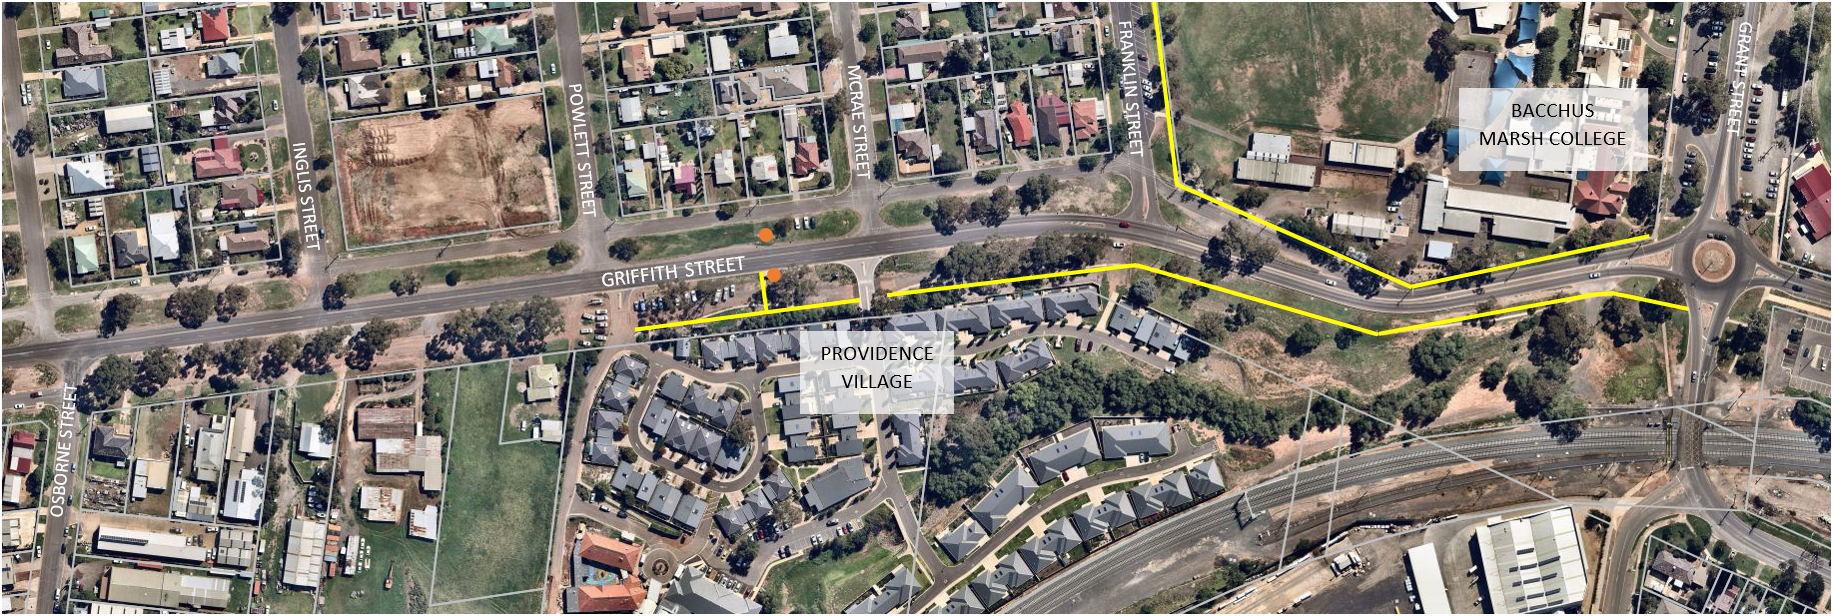 FRANKLIN STREET
GRANT STREET
MCRAE STREET
POWLETT STREET
INGLIS STREET
BACCHUS
MARSH COLLEGE
GRIFFITH STREET
PROVIDENCE
VILLAGE
OSBORNE STREET